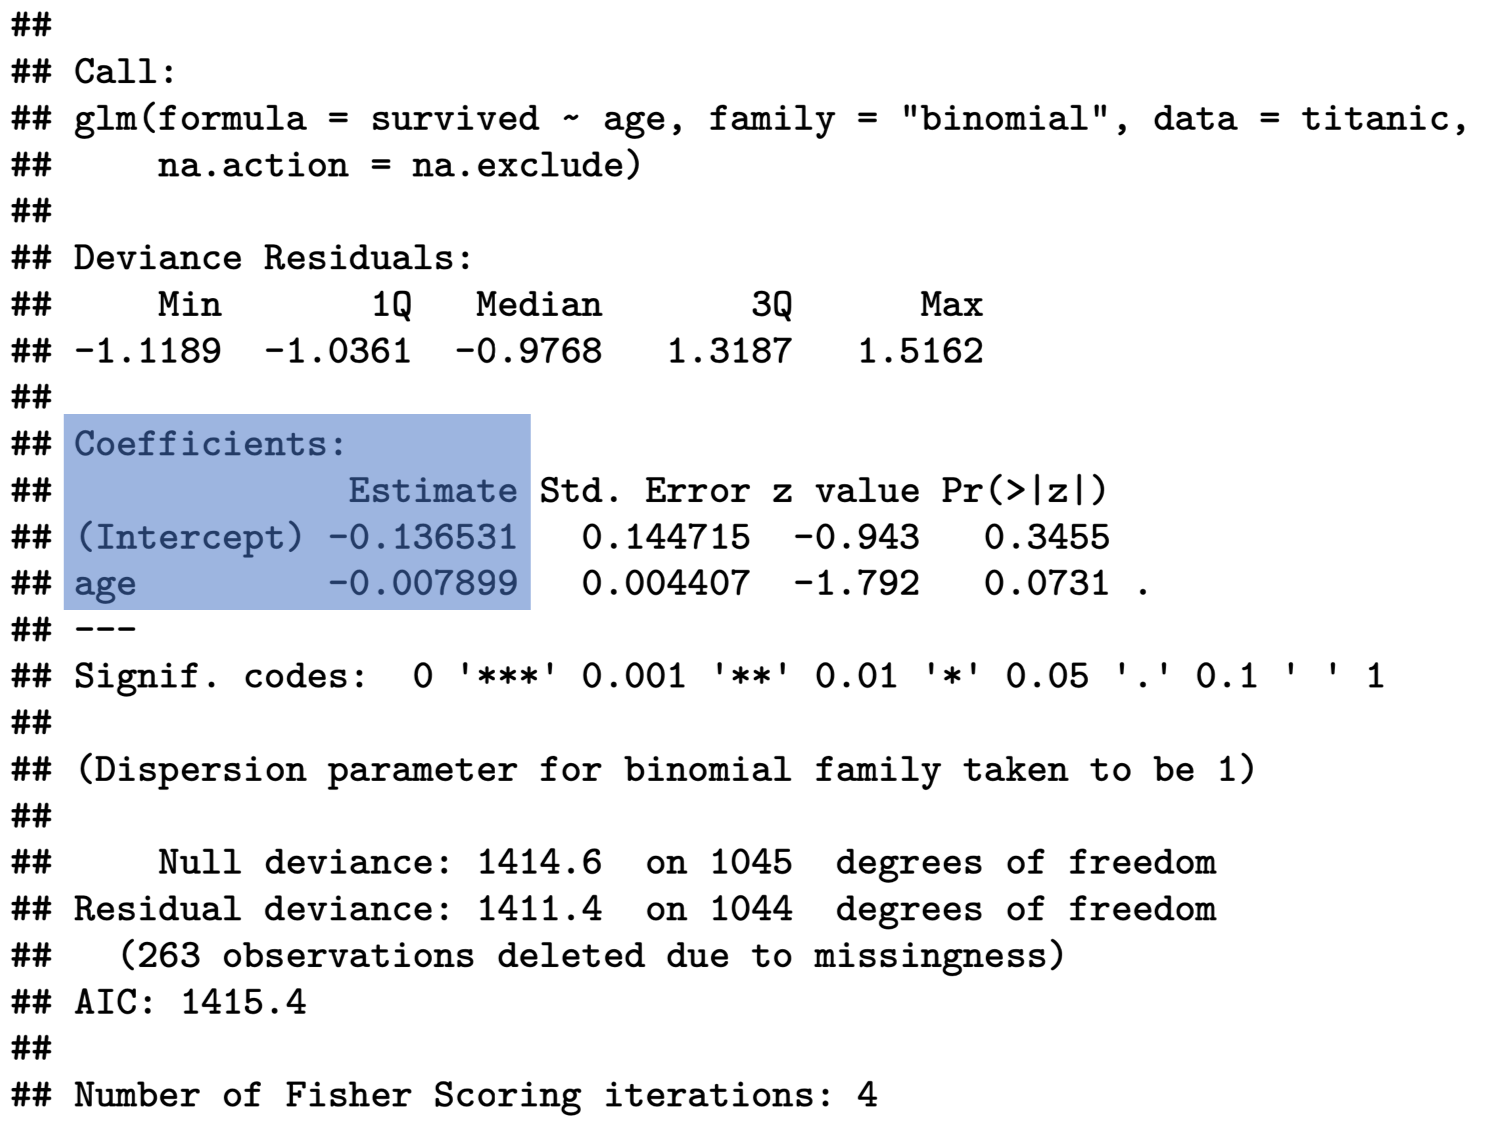 ##
## Call:
## glm(formula = survived ~ age, family = "binomial", data = titanic,
##     na.action = na.exclude)
##
## Deviance Residuals:
##     Min       1Q   Median       3Q      Max
## -1.1189  -1.0361  -0.9768   1.3187   1.5162
##
## Coefficients:
##              Estimate Std. Error z value Pr(>|z|)
## (Intercept) -0.136531   0.144715  -0.943   0.3455
## age         -0.007899   0.004407  -1.792   0.0731 .
## ---
## Signif. codes:  0 '***' 0.001 '**' 0.01 '*' 0.05 '.' 0.1 ' ' 1
##
## (Dispersion parameter for binomial family taken to be 1)
##
##     Null deviance: 1414.6  on 1045  degrees of freedom
## Residual deviance: 1411.4  on 1044  degrees of freedom
##   (263 observations deleted due to missingness)
## AIC: 1415.4
##
## Number of Fisher Scoring iterations: 4